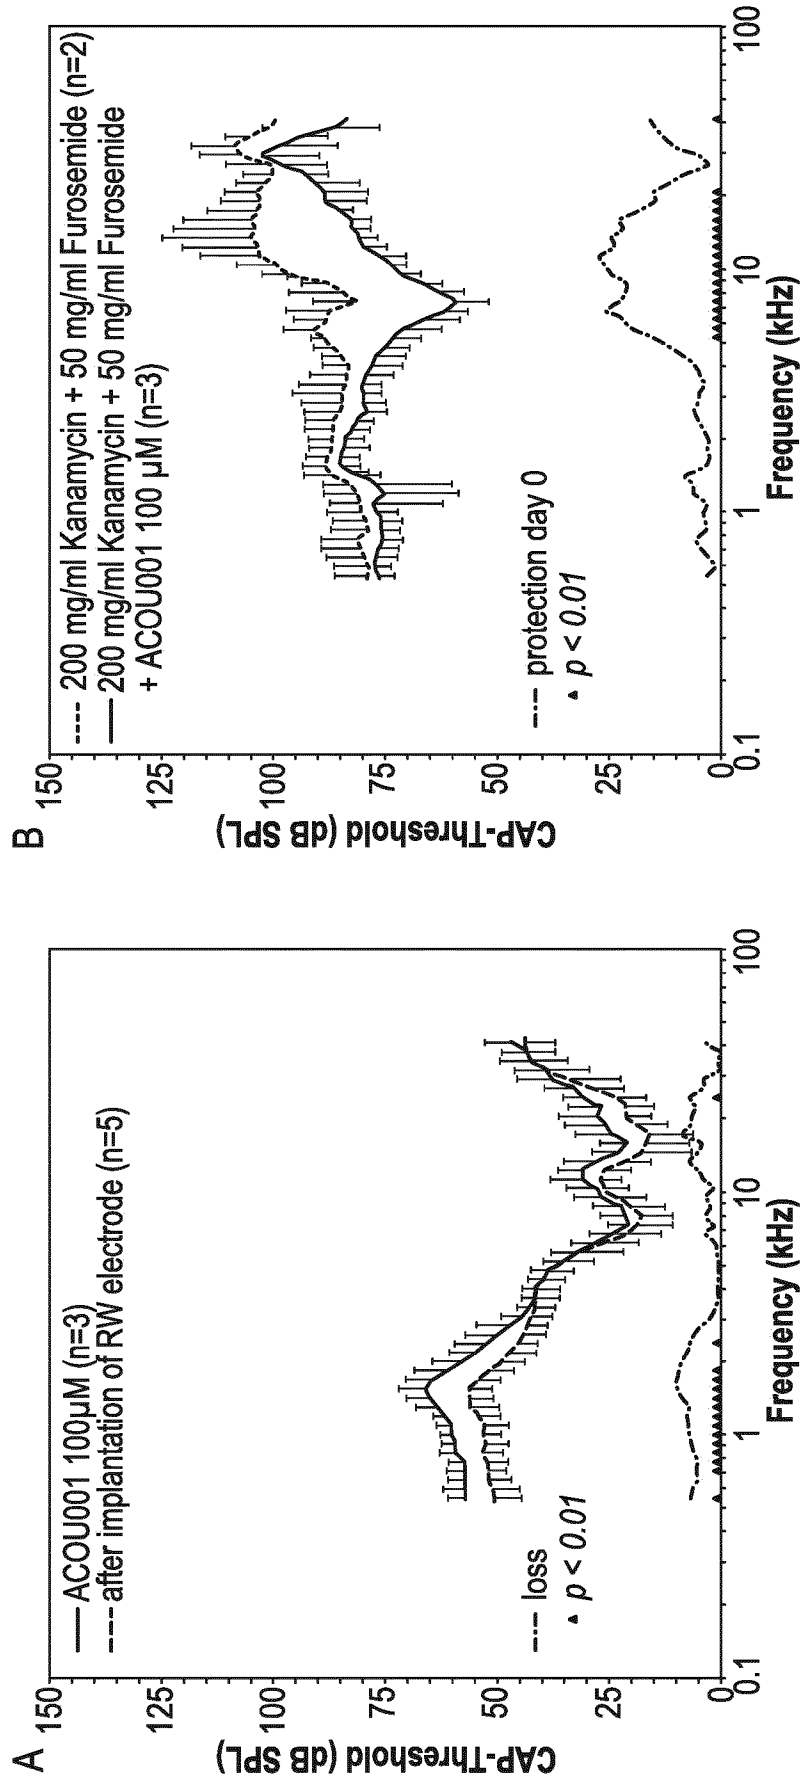 A
150
125
100
75
50
25
0
CAP-Threshold (dB SPL)
— ACOU001 100µM (n=3)
--- after implantation of RW electrode (n=5)
loss
▲ p < 0.01
0.1
1
10
100
Frequency (kHz)
B
150
125
100
75
50
25
0
CAP-Threshold (dB SPL)
---- 200 mg/ml Kanamycin + 50 mg/ml Furosemide (n=2)
— 200 mg/ml Kanamycin + 50 mg/ml Furosemide
+ ACOU001 100 µM (n=3)
protection day 0
▲ p < 0.01
0.1
1
10
100
Frequency (kHz)